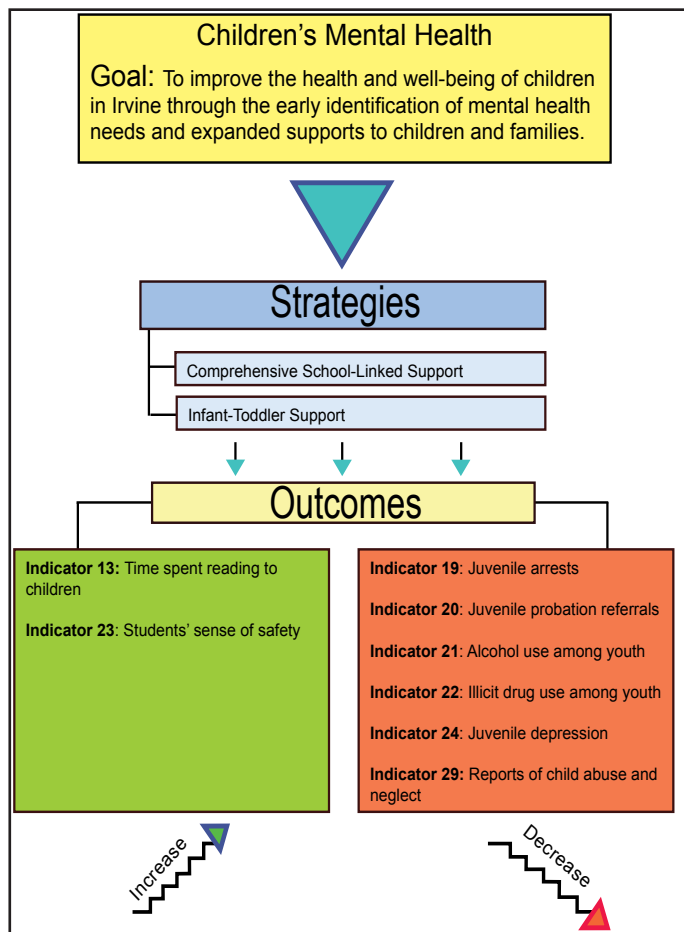 Children's Mental Health
Goal: To improve the health and well-being of children
in Irvine through the early identification of mental health
needs and expanded supports to children and families.
Strategies
Comprehensive School-Linked Support
Infant-Toddler Support
Outcomes
Indicator 13: Time spent reading to
children
Indicator 23: Students' sense of safety
Indicator 19: Juvenile arrests
Indicator 20: Juvenile probation referrals
Indicator 21: Alcohol use among youth
Indicator 22: Illicit drug use among youth
Indicator 24: Juvenile depression
Indicator 29: Reports of child abuse and
neglect
Increase
Decrease